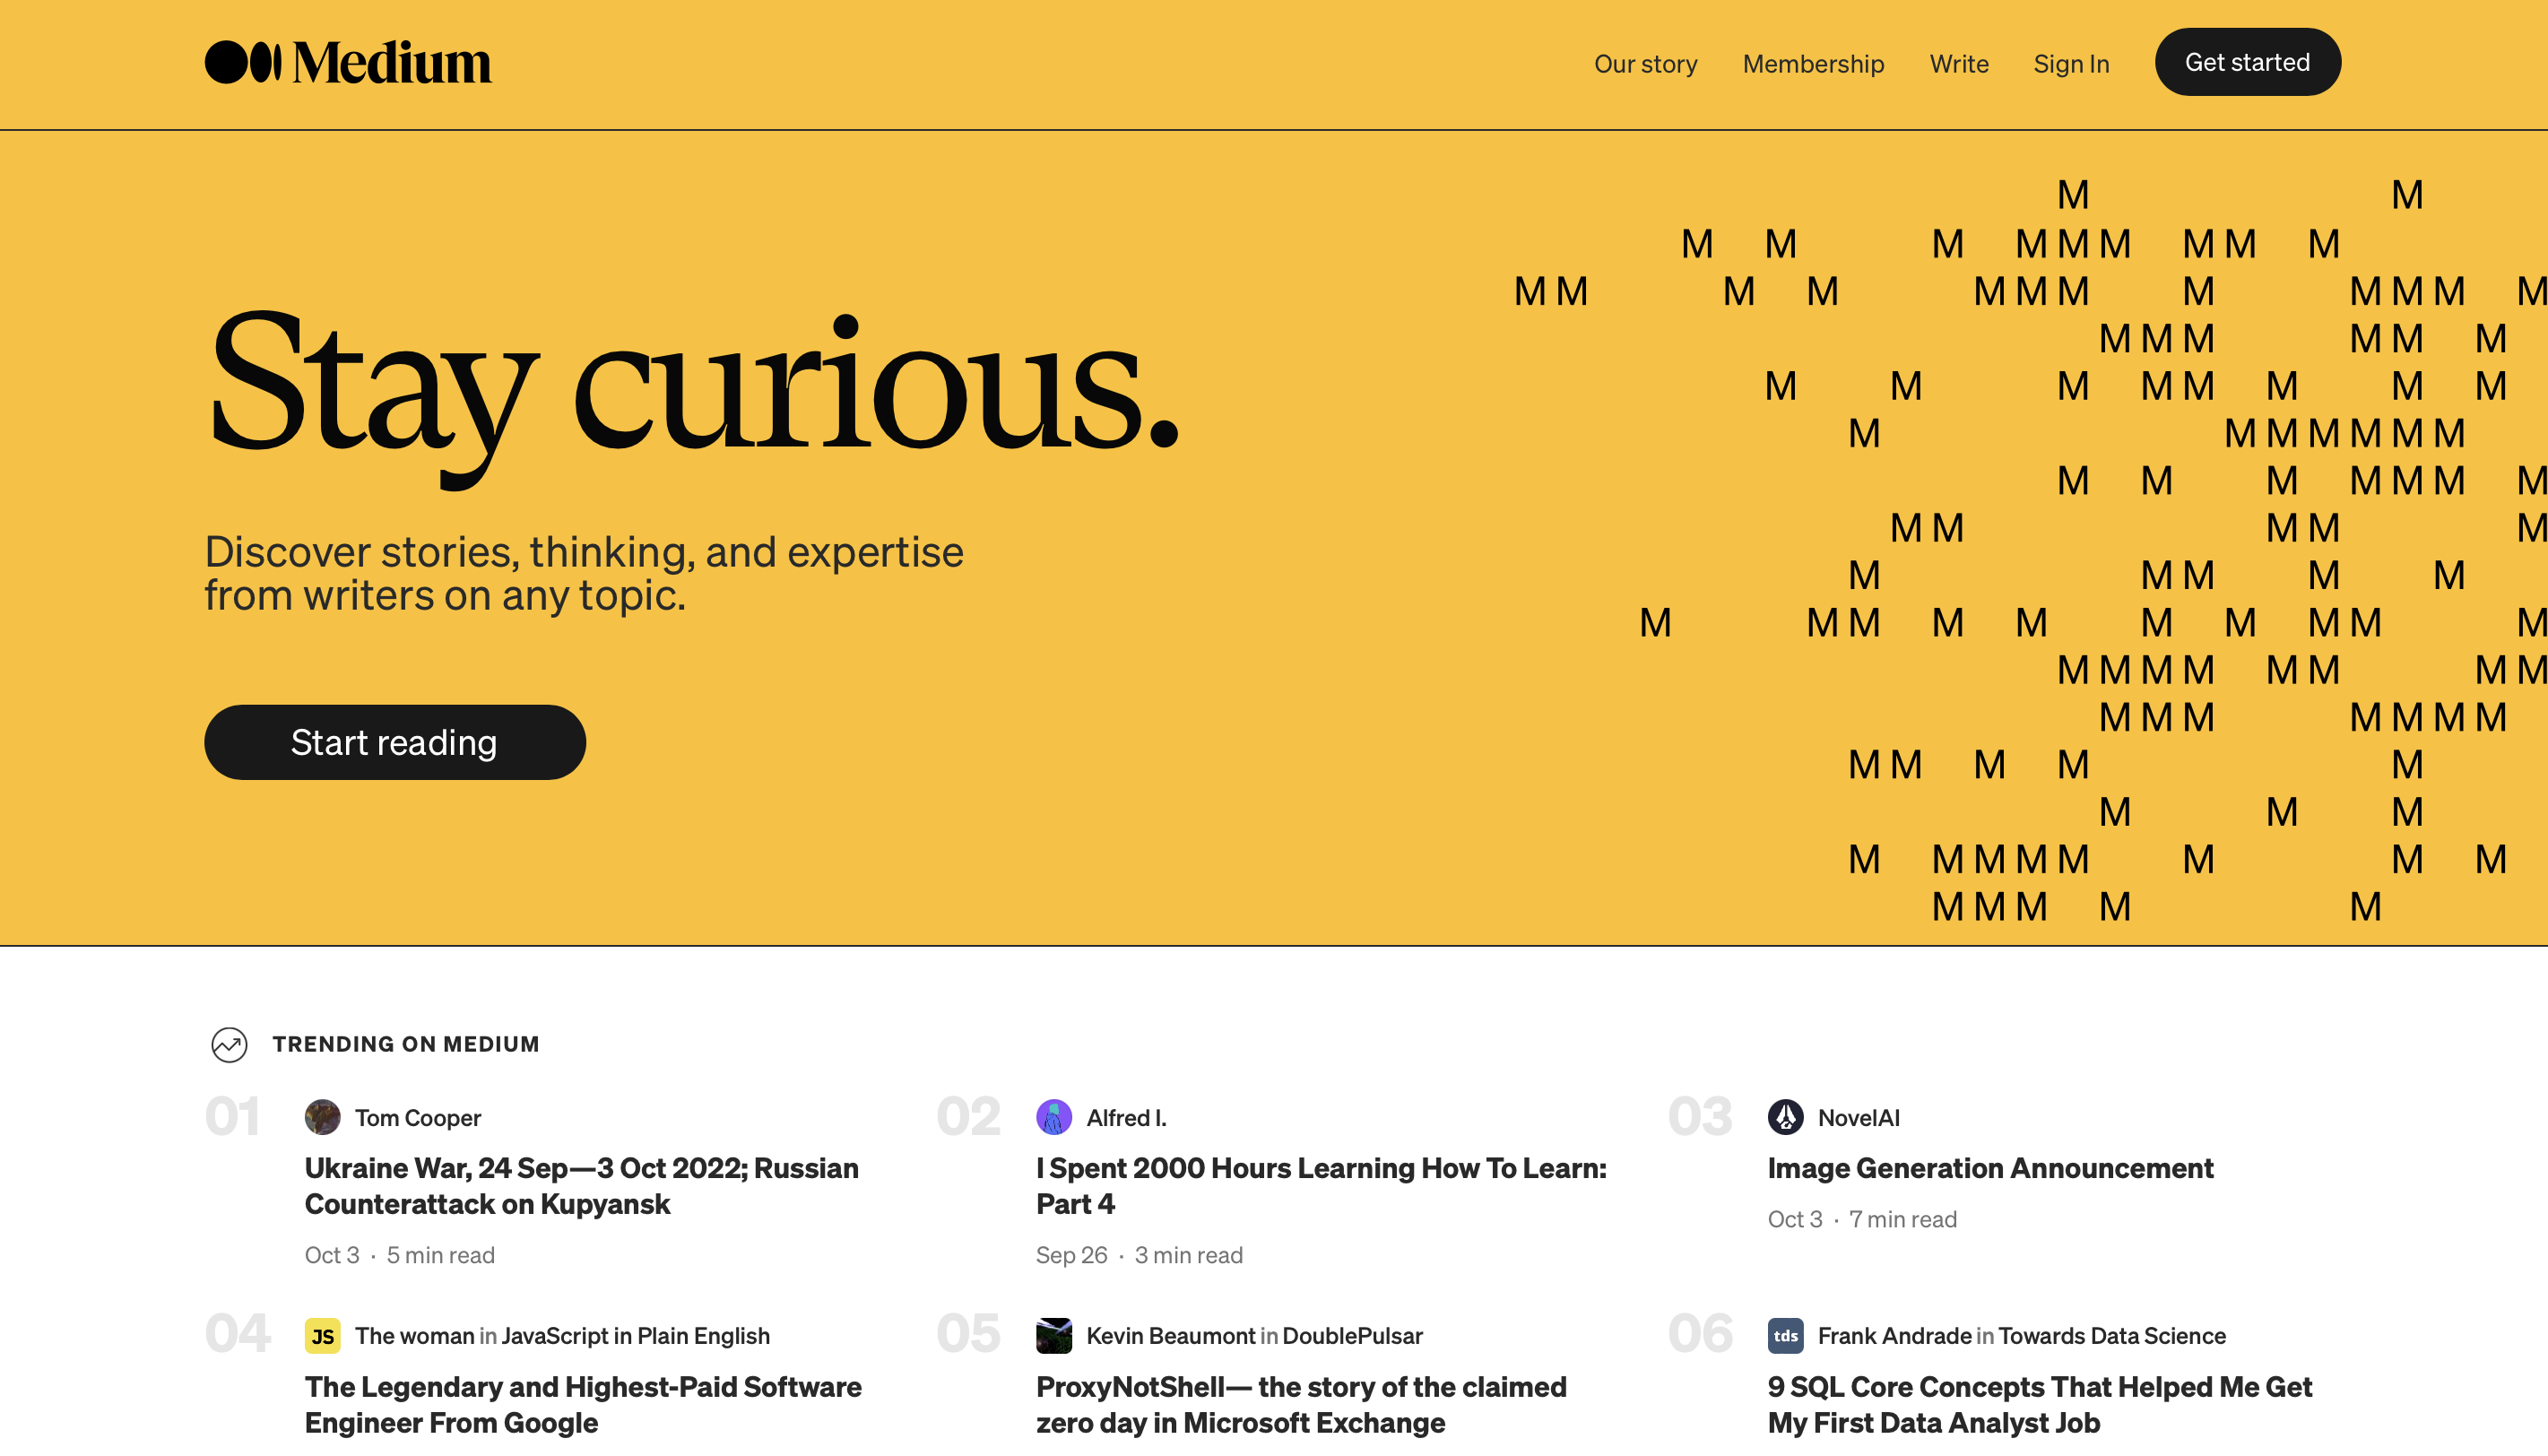 Medium
Our story Membership Write Sign In Get started
M M
M M M M M M M M M
M M M M M M M M M M M M
M M M M M M
M M M M M M M M
M M M M M M M
M M M M M M M
M M M M M
M M M M M
M M M M M M M M M M
M M M M M M M M
M M M M M M M
M M M M M
M M M
M M M M M M M M
M M M M M
Stay curious.
Discover stories, thinking, and expertise
from writers on any topic.
Start reading
TRENDING ON MEDIUM
01
Tom Cooper
Ukraine War, 24 Sep—3 Oct 2022; Russian
Counterattack on Kupyansk
Oct 3 · 5 min read
02
Alfred I.
I Spent 2000 Hours Learning How To Learn:
Part 4
Sep 26 · 3 min read
03
NovelAI
Image Generation Announcement
Oct 3 · 7 min read
04
JS
The woman in JavaScript in Plain English
The Legendary and Highest-Paid Software
Engineer From Google
05
Kevin Beaumont in DoublePulsar
ProxyNotShell— the story of the claimed
zero day in Microsoft Exchange
06
tds
Frank Andrade in Towards Data Science
9 SQL Core Concepts That Helped Me Get
My First Data Analyst Job